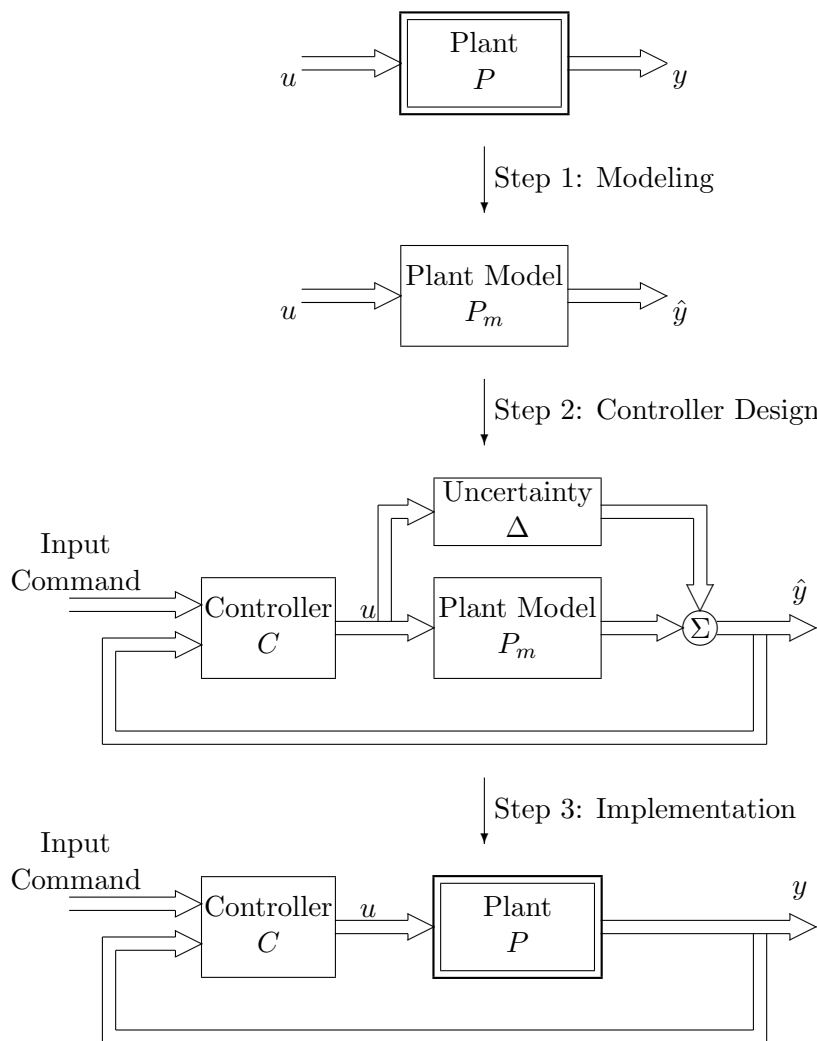 Plant
P
u
y
Step 1: Modeling
Plant Model
P_m
u
ŷ
Step 2: Controller Design
Uncertainty
Δ
Input
Command
Controller
C
u
Plant Model
P_m
Σ
ŷ
Step 3: Implementation
Input
Command
Controller
C
u
Plant
P
y